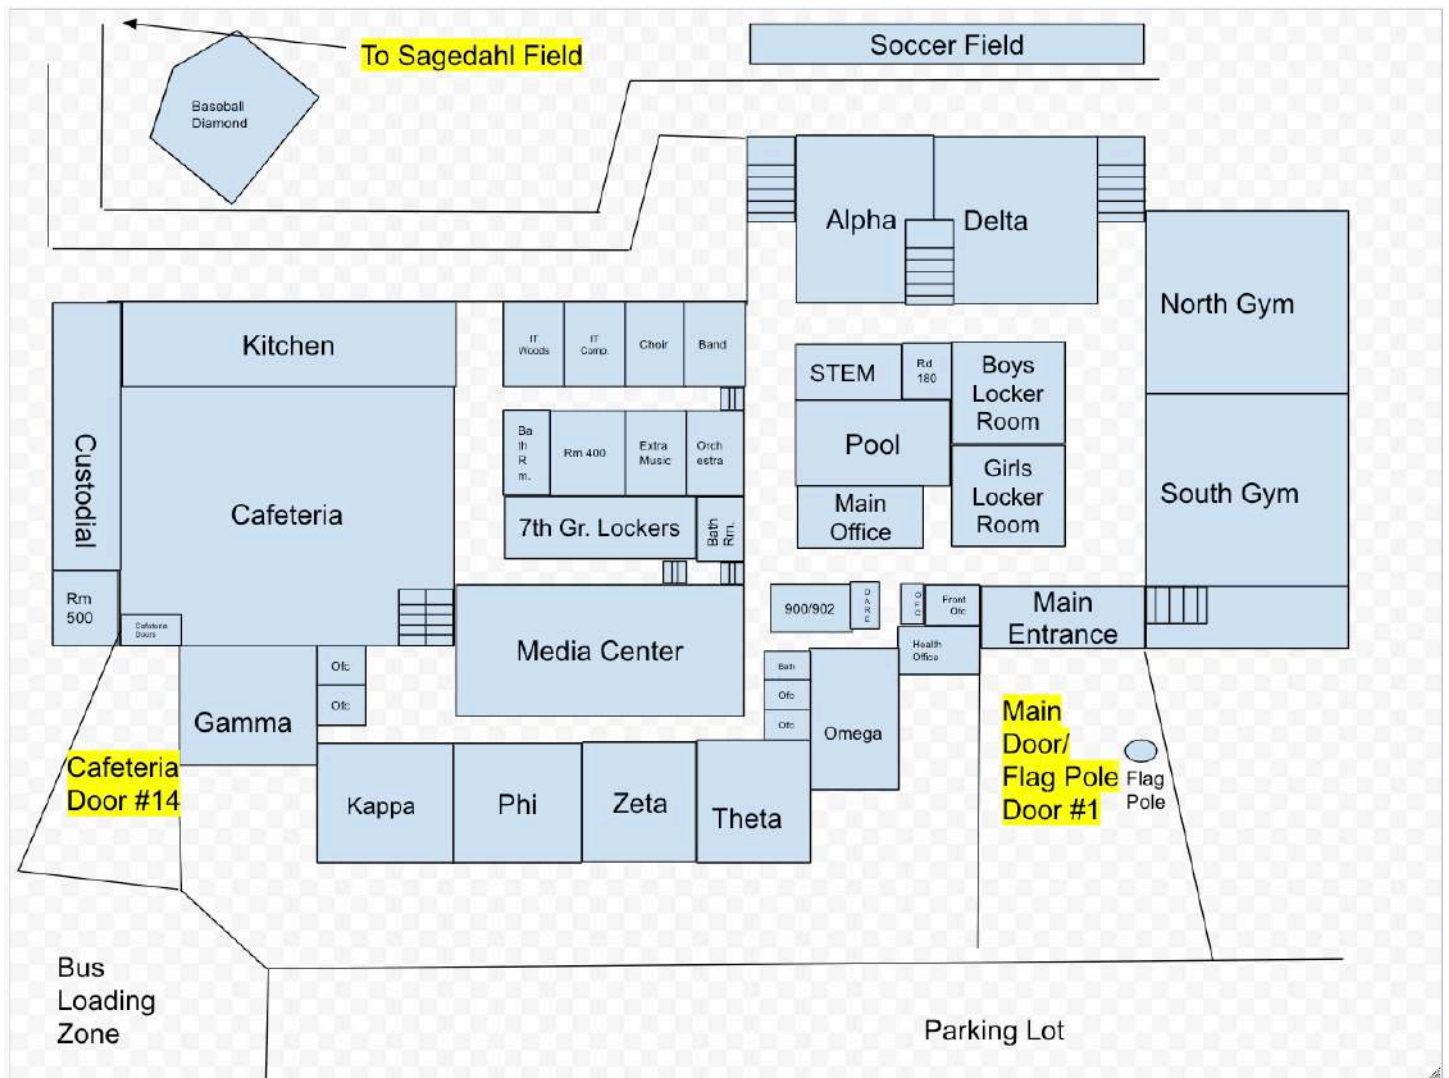 To Sagedahl Field
Soccer Field
Baseball
Diamond
Alpha
Delta
North Gym
Kitchen
IT
Woods
IT
Comp.
Choir
Band
STEM
Rd
180
Boys
Locker
Room
Custodial
Cafeteria
Ba
th
R
m.
Rm 400
Extra
Music
Orch
estra
Pool
Girls
Locker
Room
South Gym
7th Gr. Lockers
Bath
Rm.
Main
Office
Rm
500
Cafeteria
Doors
Media Center
900/902
D
A
R
E
O
F
C
Front
Ofc
Main
Entrance
Health
Office
Ofc
Ofc
Gamma
Bath
Ofc
Ofc
Omega
Main
Door/
Flag Pole
Door #1
Flag
Pole
Cafeteria
Door #14
Kappa
Phi
Zeta
Theta
Bus
Loading
Zone
Parking Lot